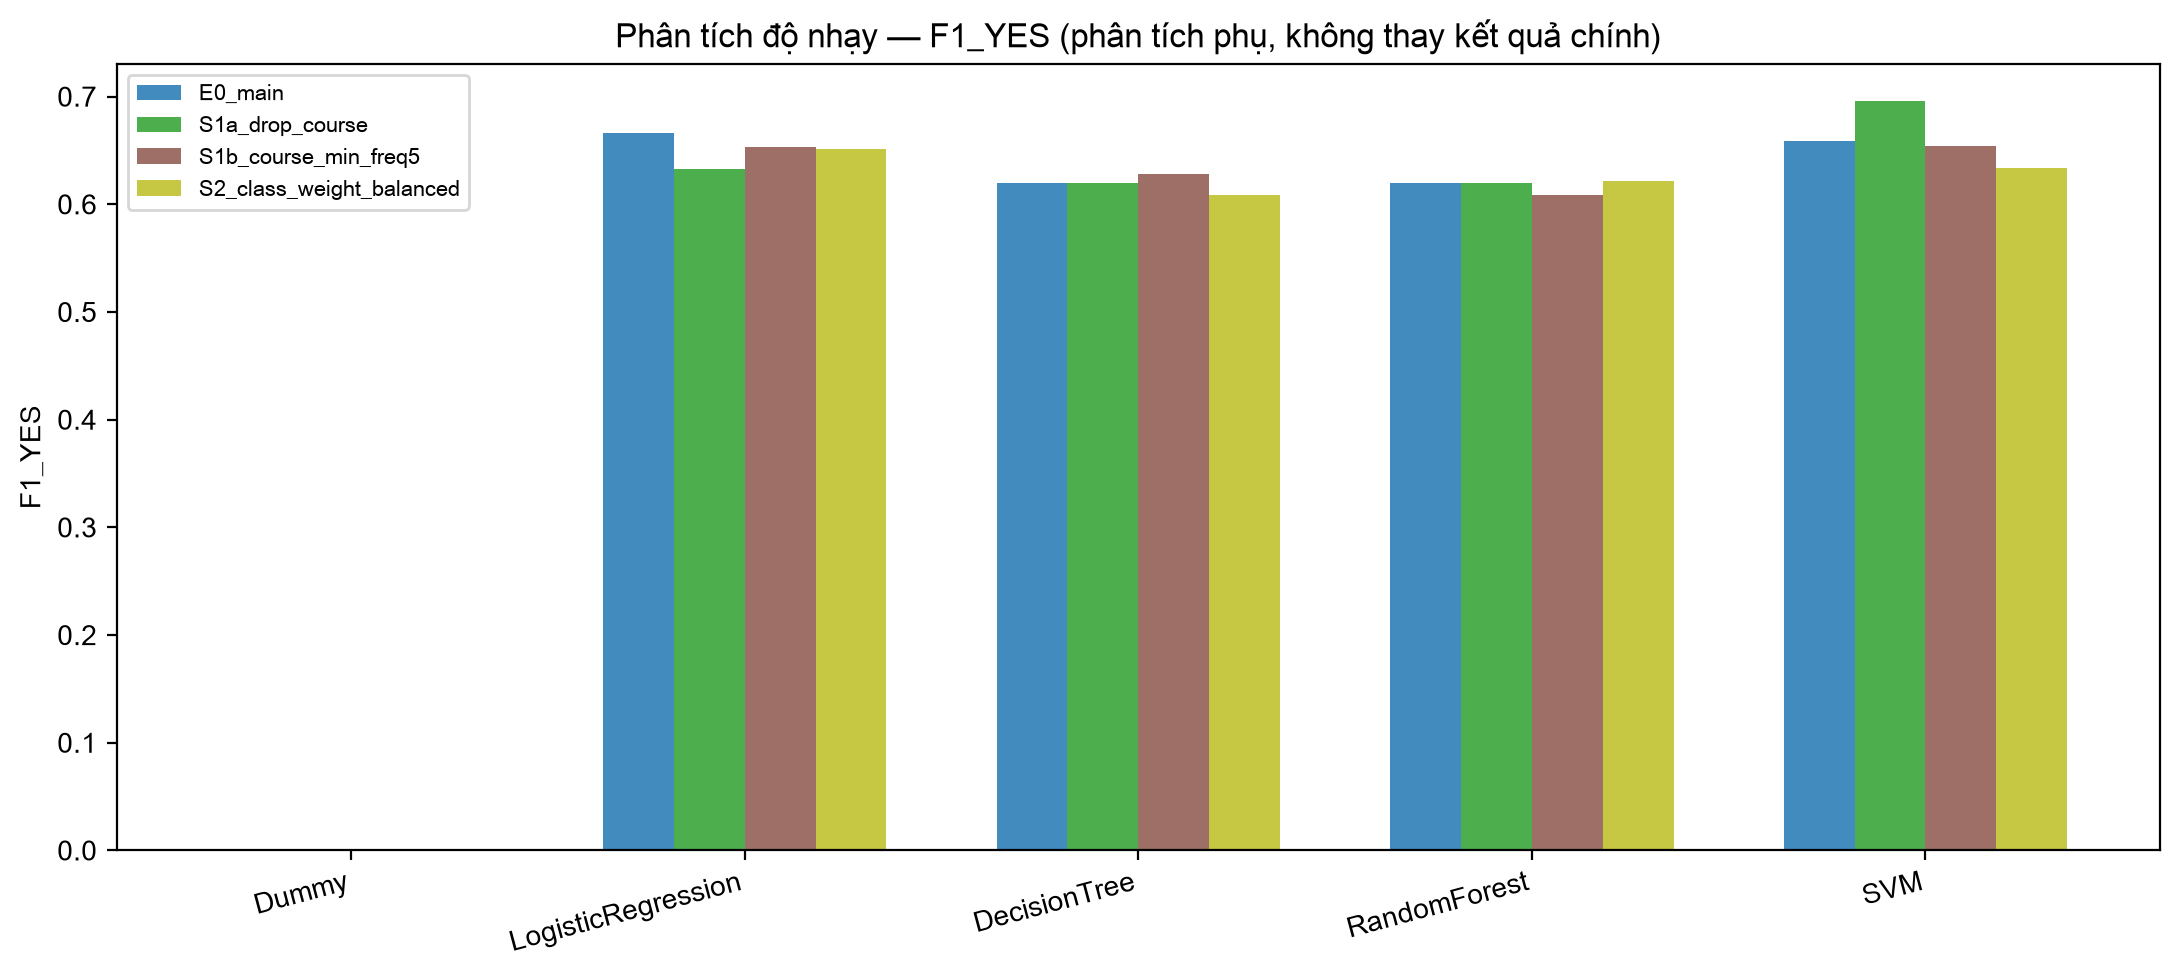 Phân tích độ nhạy — F1_YES (phân tích phụ, không thay kết quả chính)
E0_main
S1a_drop_course
S1b_course_min_freq5
S2_class_weight_balanced
F1_YES
0.7
0.6
0.5
0.4
0.3
0.2
0.1
0.0
Dummy
LogisticRegression
DecisionTree
RandomForest
SVM